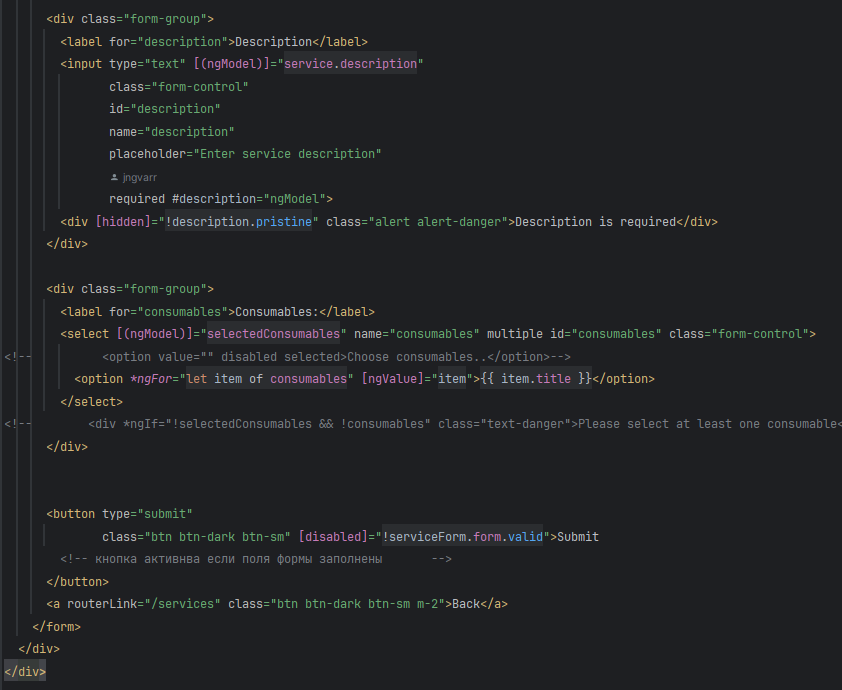 <div class="form-group">
<label for="description">Description</label>
<input type="text" [(ngModel)]="service.description"
class="form-control"
id="description"
name="description"
placeholder="Enter service description"
jngvarr
required #description="ngModel">
<div [hidden]="!description.pristine" class="alert alert-danger">Description is required</div>
</div>
<div class="form-group">
<label for="consumables">Consumables:</label>
<select [(ngModel)]="selectedConsumables" name="consumables" multiple id="consumables" class="form-control">
<!-- <option value="" disabled selected>Choose consumables..</option>-->
<option *ngFor="let item of consumables" [ngValue]="item">{{ item.title }}</option>
</select>
<!-- <div *ngIf="!selectedConsumables && !consumables" class="text-danger">Please select at least one consumable<
</div>
<button type="submit"
class="btn btn-dark btn-sm" [disabled]="!serviceForm.form.valid">Submit
<!-- кнопка активнва если поля формы заполнены -->
</button>
<a routerLink="/services" class="btn btn-dark btn-sm m-2">Back</a>
</form>
</div>
</div>